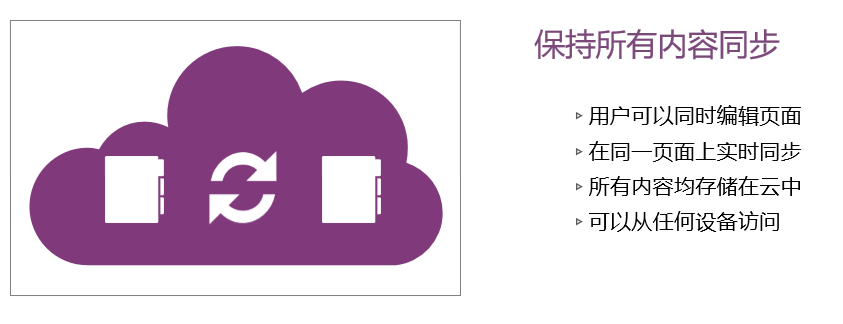 保持所有内容同步
用户可以同时编辑页面
在同一页面上实时同步
所有内容均存储在云中
可以从任何设备访问